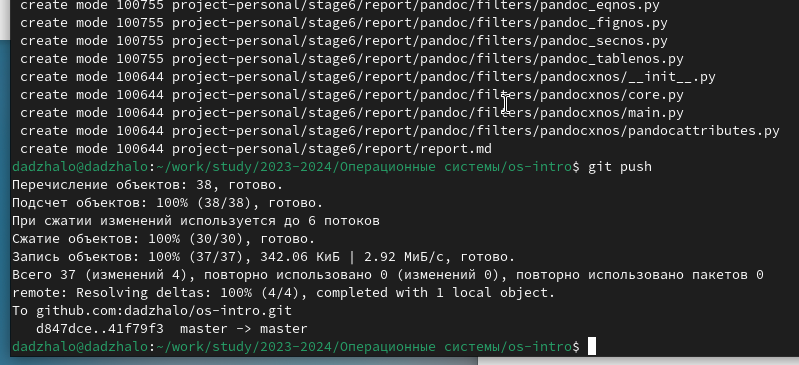 create mode 100755 project-personal/stage6/report/pandoc/filters/pandoc_eqnos.py
create mode 100755 project-personal/stage6/report/pandoc/filters/pandoc_fignos.py
create mode 100755 project-personal/stage6/report/pandoc/filters/pandoc_secnos.py
create mode 100755 project-personal/stage6/report/pandoc/filters/pandoc_tablenos.py
create mode 100644 project-personal/stage6/report/pandoc/filters/pandocxnos/__init__.py
create mode 100644 project-personal/stage6/report/pandoc/filters/pandocxnos/core.py
create mode 100644 project-personal/stage6/report/pandoc/filters/pandocxnos/main.py
create mode 100644 project-personal/stage6/report/pandoc/filters/pandocxnos/pandocattributes.py
create mode 100644 project-personal/stage6/report/report.md
dadzhalo@dadzhalo:~/work/study/2023-2024/Операционные системы/os-intro$ git push
Перечисление объектов: 38, готово.
Подсчет объектов: 100% (38/38), готово.
При сжатии изменений используется до 6 потоков
Сжатие объектов: 100% (30/30), готово.
Запись объектов: 100% (37/37), 342.06 КиБ | 2.92 МиБ/с, готово.
Всего 37 (изменений 4), повторно использовано 0 (изменений 0), повторно использовано пакетов 0
remote: Resolving deltas: 100% (4/4), completed with 1 local object.
To github.com:dadzhalo/os-intro.git
   d847dce..41f79f3  master -> master
dadzhalo@dadzhalo:~/work/study/2023-2024/Операционные системы/os-intro$